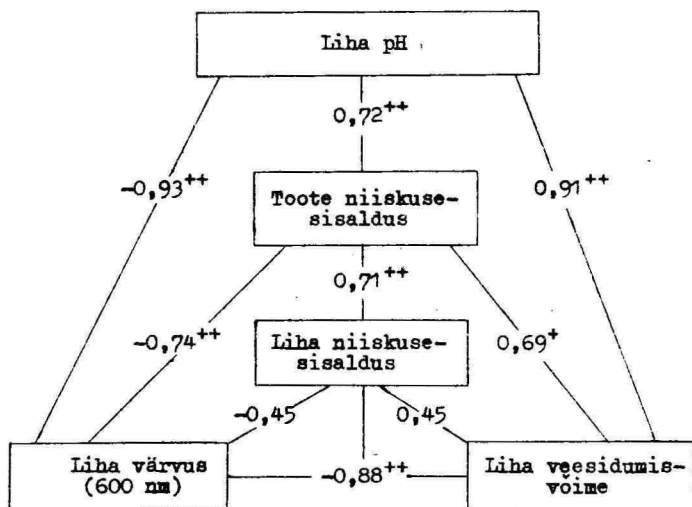 Liha pH
0,72++
-0,93++
0,91++
Toote niiskuse-
sisaldus
0,71++
-0,74++
0,69+
Liha niiskuse-
sisaldus
-0,45
0,45
Liha värvus
(600 nm)
-0,88++
Liha veesidumis-
võime